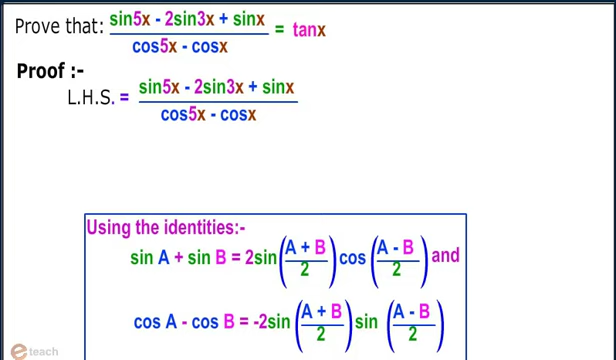 Prove that: sin5x - 2sin3x + sinx / cos5x - cosx = tanx
Proof :-
L.H.S. = sin5x - 2sin3x + sinx / cos5x - cosx
Using the identities:-
sin A + sin B = 2sin(A + B / 2) cos (A - B / 2) and
cos A - cos B = -2sin(A + B / 2) sin (A - B / 2)
eteach